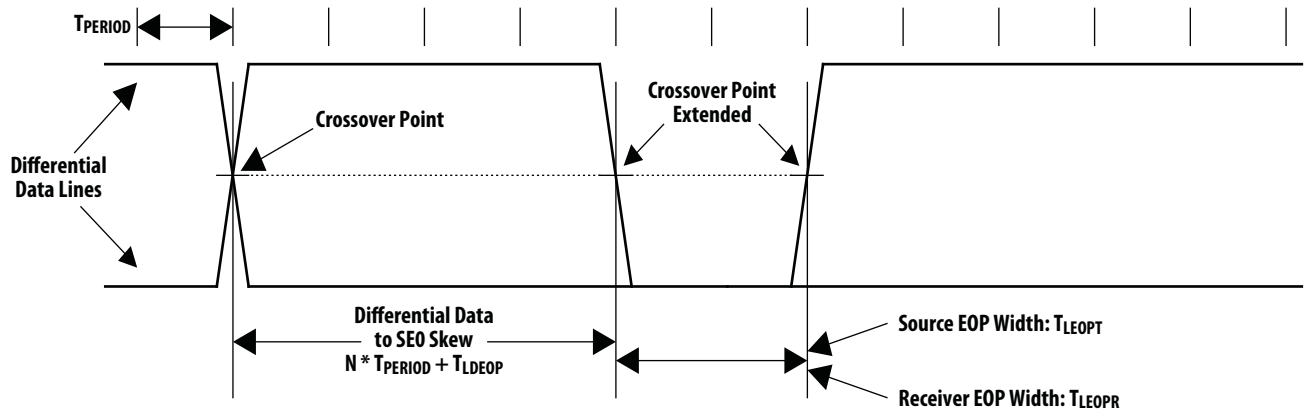 TPERIOD
Crossover Point
Crossover Point
Extended
Differential
Data Lines
Differential Data
to SE0 Skew
N * TPERIOD + TLDEOP
Source EOP Width: TLEOPT
Receiver EOP Width: TLEOPR